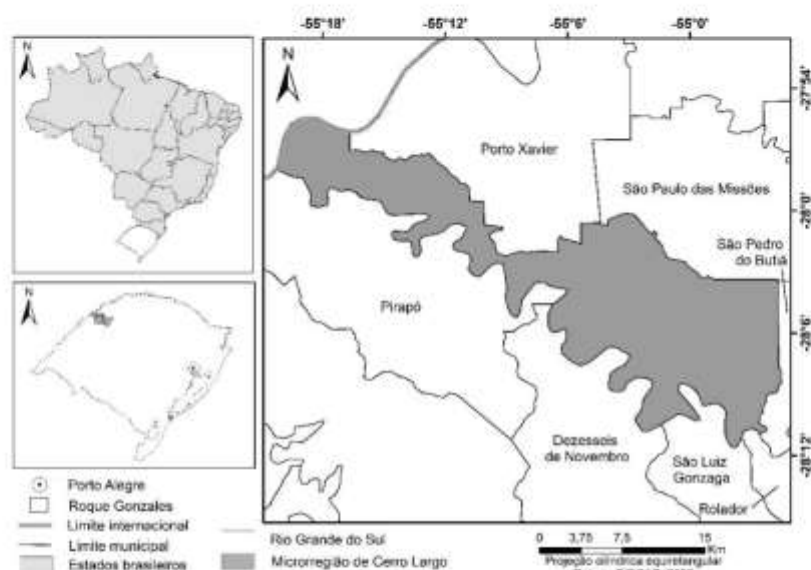 -55°18' -55°12' -55°6' -55°0'
N
N
-27°54'
Porto Xavier
São Paulo das Missões
-28°0'
São Pedro
do Butiá
N
Pirapó
-28°6'
Dezesseis
de Novembro
São Luiz
Gonzaga
-28°12'
Rolador
Porto Alegre
Roque Gonzales
Limite internacional
Limite municipal
Estados brasileiros
Rio Grande do Sul
Microrregião de Cerro Largo
0 3,75 7,5 15
Km
Projeção cilíndrica equiretangular